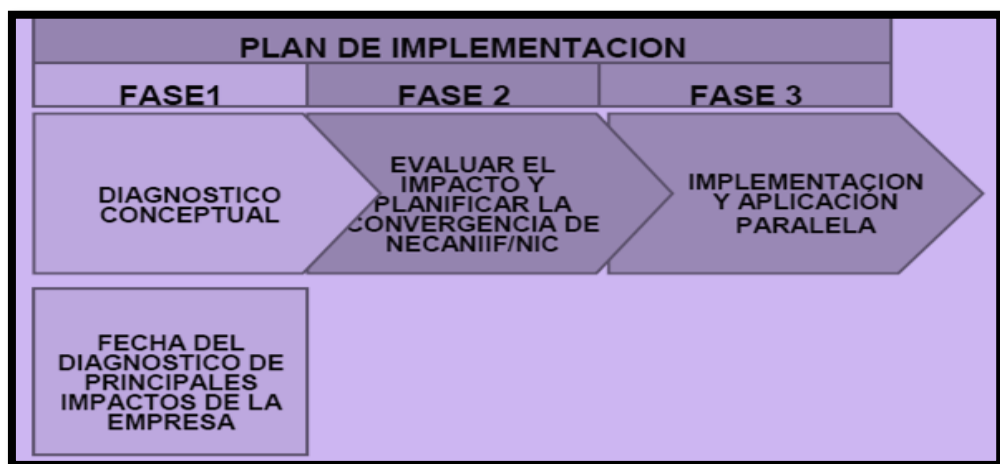 PLAN DE IMPLEMENTACION
FASE1
FASE 2
FASE 3
DIAGNOSTICO
CONCEPTUAL
EVALUAR EL
IMPACTO Y
PLANIFICAR LA
CONVERGENCIA DE
NECANIIF/NIC
IMPLEMENTACION
Y APLICACIÓN
PARALELA
FECHA DEL
DIAGNOSTICO DE
PRINCIPALES
IMPACTOS DE LA
EMPRESA